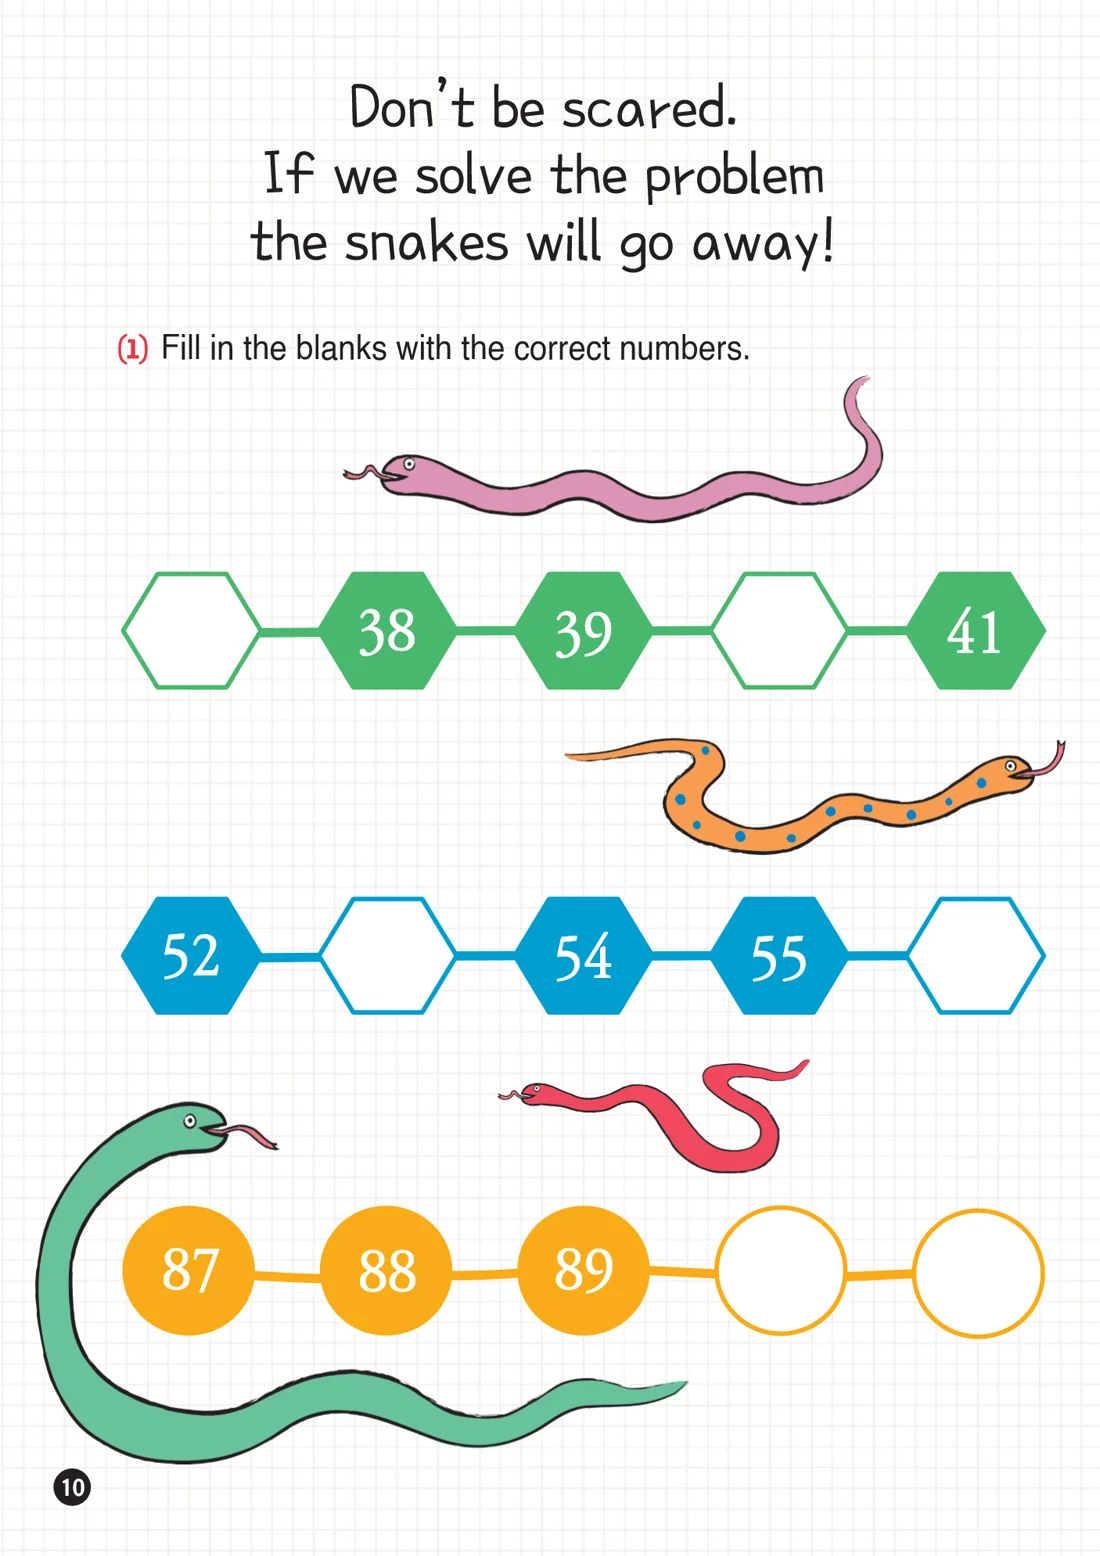 Don't be scared.
If we solve the problem
the snakes will go away!
(1) Fill in the blanks with the correct numbers.
38 39 41
52 54 55
87 88 89
10